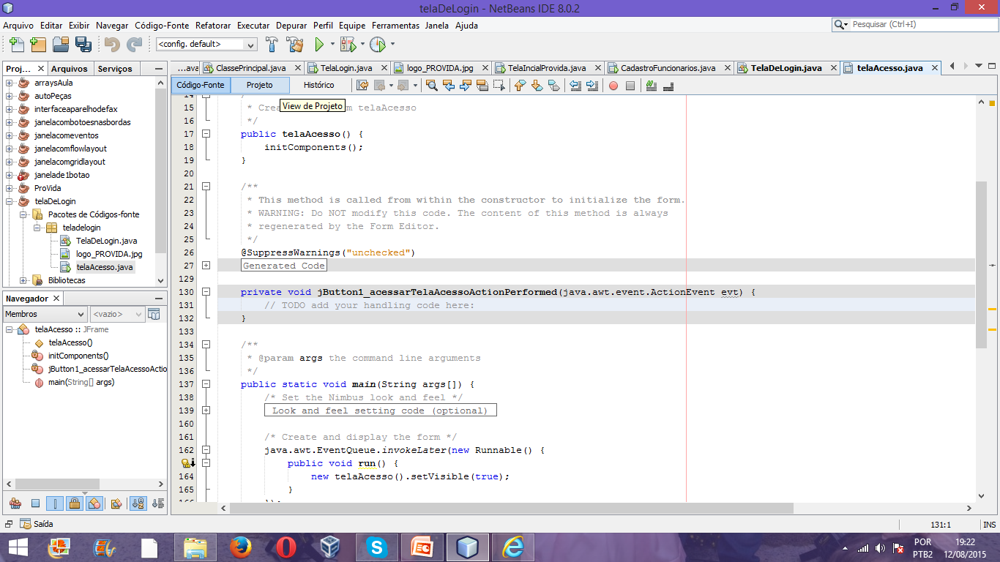 telaDeLogin - NetBeans IDE 8.0.2
Arquivo Editar Exibir Navegar Código-Fonte Refatorar Executar Depurar Perfil Equipe Ferramentas Janela Ajuda
Pesquisar (Ctrl+I)
<config. default>
Proj... Arquivos Serviços
...ava ClassePrincipal.java TelaLogin.java logo_PROVIDA.jpg TelaIncialProvida.java CadastroFuncionarios.java TelaDeLogin.java telaAcesso.java
Código-Fonte Projeto Histórico
View de Projeto
arraysAula
autoPeças
interfaceaparelhodefax
janelacombotoesnasbordas
janelacomeventos
janelacomflowlayout
janelacomgridlayout
janelade1botao
ProVida
telaDeLogin
Pacotes de Códigos-fonte
teladelogin
TelaDeLogin.java
logo_PROVIDA.jpg
telaAcesso.java
Bibliotecas
Navegador
Membros <vazio>
telaAcesso :: JFrame
telaAcesso()
initComponents()
jButton1_acessarTelaAcessoActio
main(String[] args)
14 /
15 * Crea m telaAcesso
16 */
17 public telaAcesso() {
18 initComponents();
19 }
20
21 /**
22 * This method is called from within the constructor to initialize the form.
23 * WARNING: Do NOT modify this code. The content of this method is always
24 * regenerated by the Form Editor.
25 */
26 @SuppressWarnings("unchecked")
27 Generated Code
129
130 private void jButton1_acessarTelaAcessoActionPerformed(java.awt.event.ActionEvent evt) {
131 // TODO add your handling code here:
132 }
133
134 /**
135 * @param args the command line arguments
136 */
137 public static void main(String args[]) {
138 /* Set the Nimbus look and feel */
139 Look and feel setting code (optional)
160
161 /* Create and display the form */
162 java.awt.EventQueue.invokeLater(new Runnable() {
public void run() {
164 new telaAcesso().setVisible(true);
165 }
166 });
Saída
131:1 INS
POR
PTB2
19:22
12/08/2015